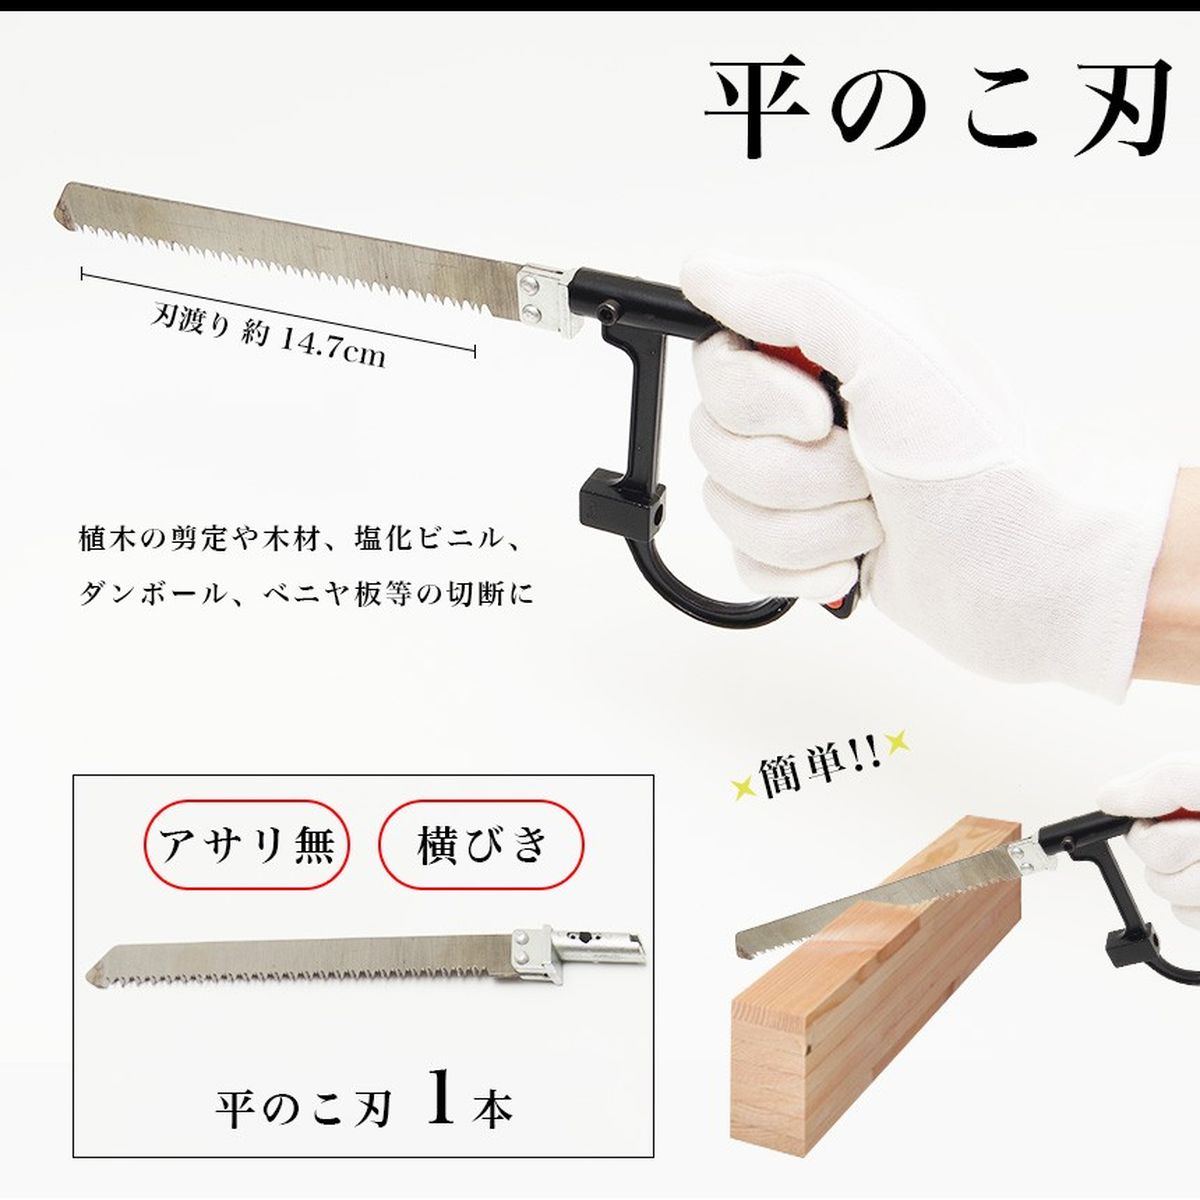 平のこ刃
刃渡り 約 14.7cm
植木の剪定や木材、塩化ビニル、
ダンボール、ベニヤ板等の切断に
簡単!!
アサリ無 横びき
平のこ刃 1本